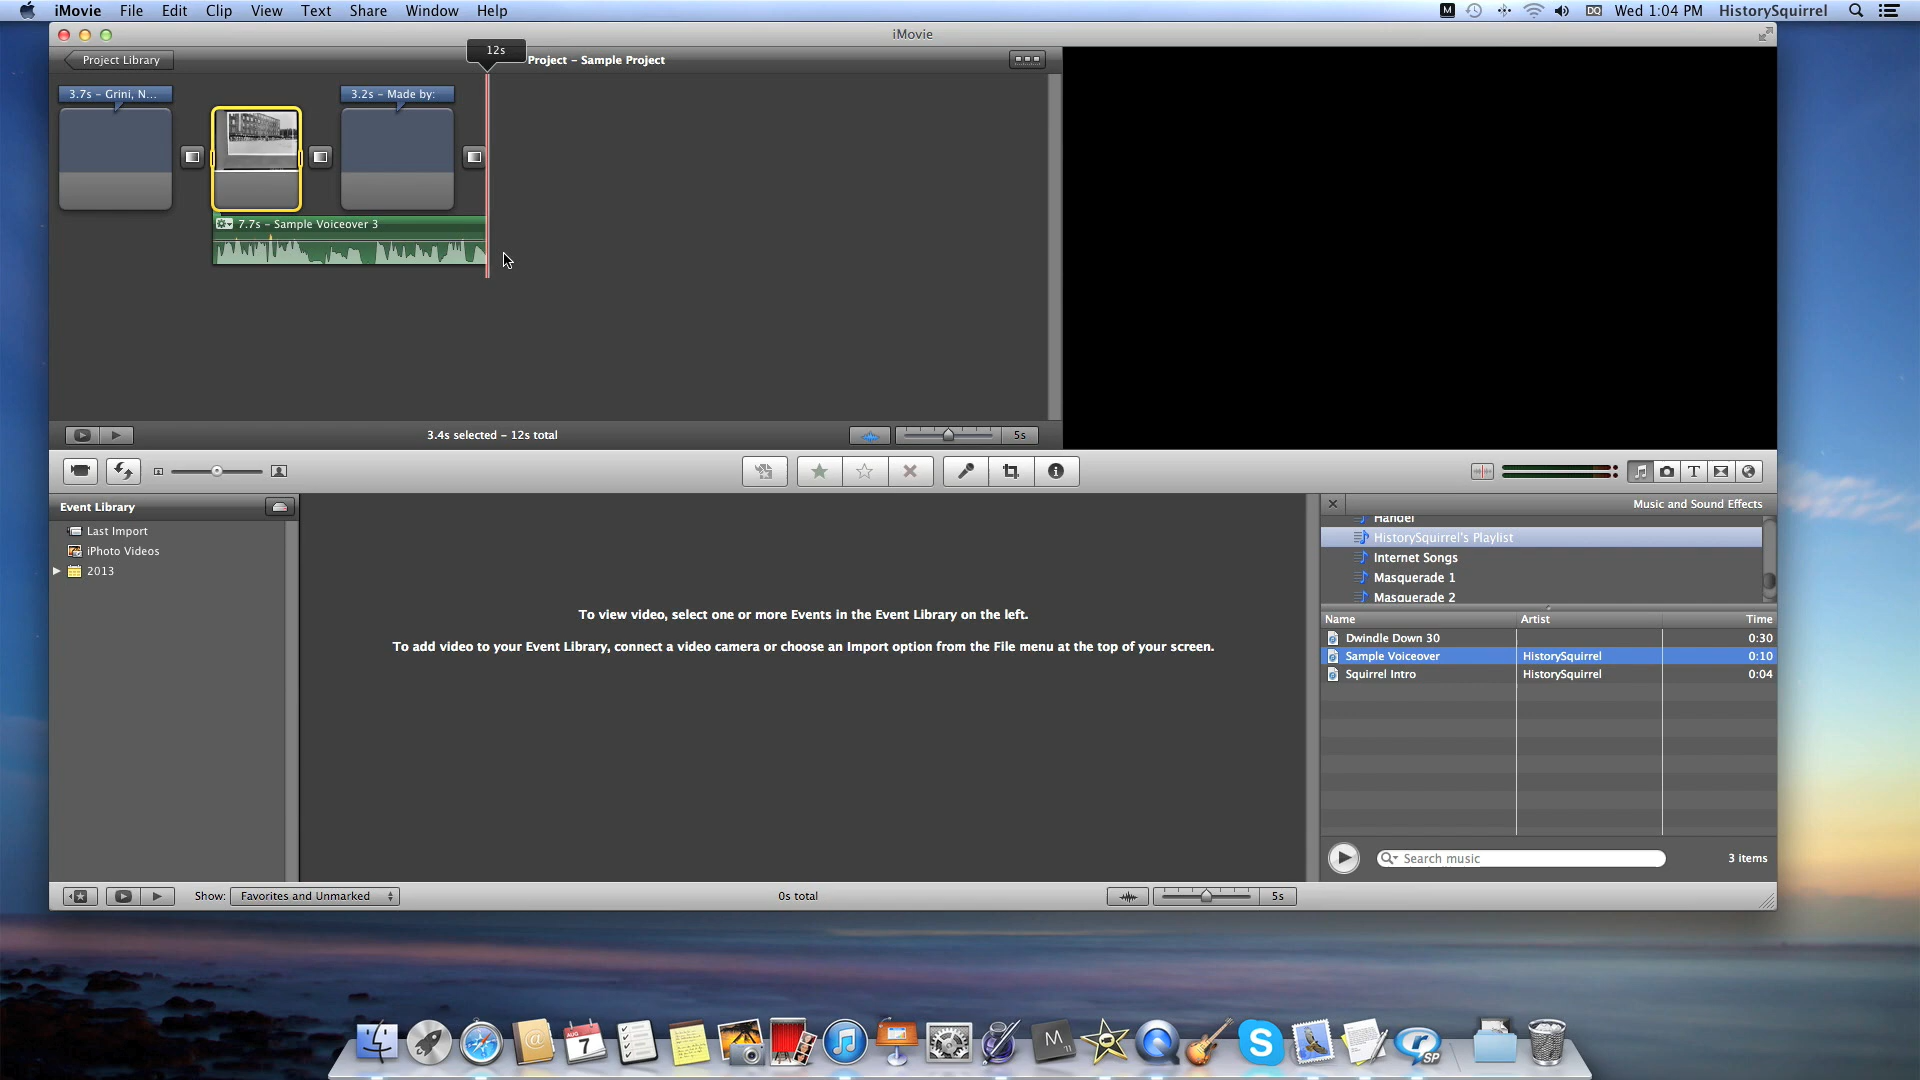 iMovie File Edit Clip View Text Share Window Help
Wed 1:04 PM HistorySquirrel
iMovie
Project Library
12s
Project – Sample Project
3.7s – Grini, N...
3.2s – Made by:
7.7s – Sample Voiceover 3
3.4s selected – 12s total
5s
Event Library
Last Import
iPhoto Videos
2013
To view video, select one or more Events in the Event Library on the left.
To add video to your Event Library, connect a video camera or choose an Import option from the File menu at the top of your screen.
Music and Sound Effects
Handel
HistorySquirrel's Playlist
Internet Songs
Masquerade 1
Masquerade 2
Name Artist Time
Dwindle Down 30 0:30
Sample Voiceover HistorySquirrel 0:10
Squirrel Intro HistorySquirrel 0:04
Search music
3 items
Show: Favorites and Unmarked
0s total
5s
AUG
7
M
SP